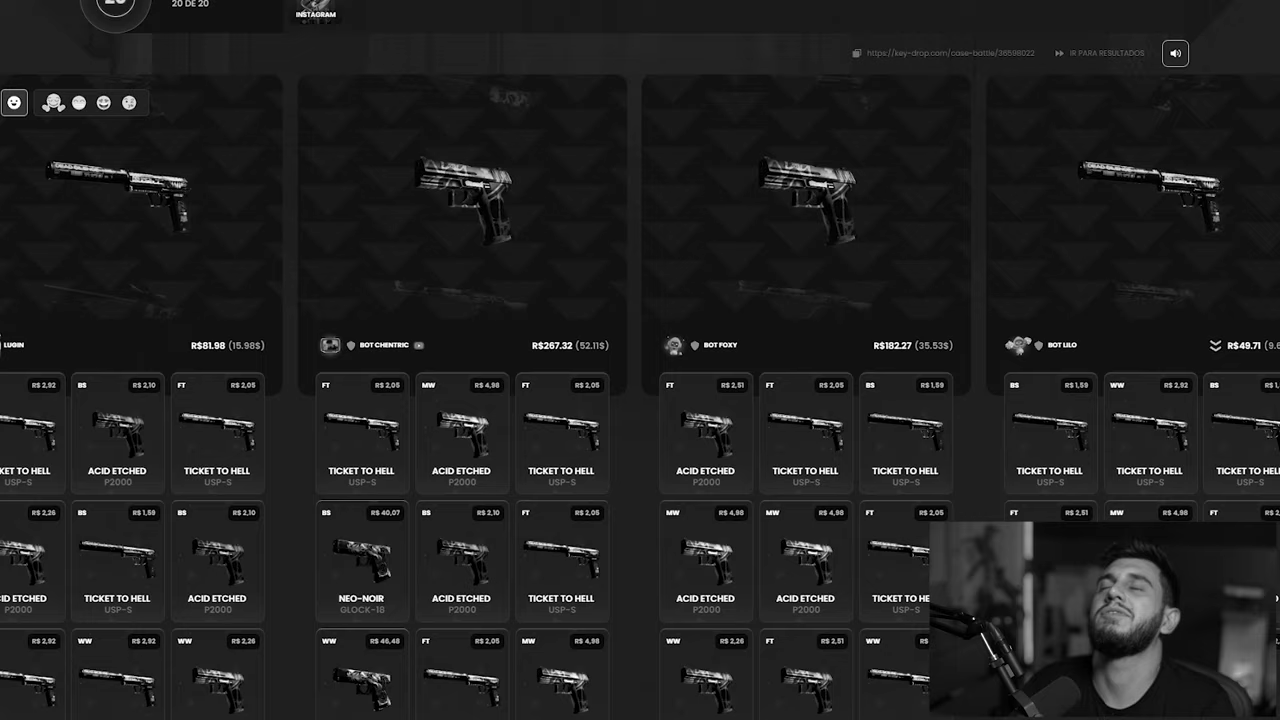 20 DE 20
INSTAGRAM
https://key-drop.com/case-battle/36598022
IR PARA RESULTADOS
LUGIN
R$81.98 (15.98$)
BOT CHENTRIC
R$267.32 (52.11$)
BOT FOXY
R$182.27 (35.53$)
BOT LILO
R$49.71
R$ 2,92
BS R$ 2,10
FT R$ 2,05
FT R$ 2,05
MW R$ 4,98
FT R$ 2,05
FT R$ 2,51
FT R$ 2,05
BS R$ 1,59
BS R$ 1,59
WW R$ 2,92
BS
ACID ETCHED
TICKET TO HELL
TICKET TO HELL
ACID ETCHED
TICKET TO HELL
ACID ETCHED
TICKET TO HELL
TICKET TO HELL
TICKET TO HELL
TICKET TO HELL
P2000
USP-S
USP-S
P2000
USP-S
P2000
USP-S
USP-S
USP-S
USP-S
USP-S
R$ 2,26
BS R$ 1,59
BS R$ 2,10
BS R$ 40,07
BS R$ 2,10
FT R$ 2,05
MW R$ 4,98
MW R$ 4,98
FT R$ 2,05
FT R$ 2,51
MW R$ 4,98
FT
TICKET TO HELL
ACID ETCHED
NEO-NOIR
ACID ETCHED
TICKET TO HELL
ACID ETCHED
ACID ETCHED
P2000
USP-S
P2000
GLOCK-18
P2000
USP-S
P2000
P2000
USP-S
R$ 2,92
WW R$ 2,92
WW R$ 2,26
WW R$ 46,48
FT R$ 2,05
MW R$ 4,98
WW R$ 2,26
FT R$ 2,51
WW